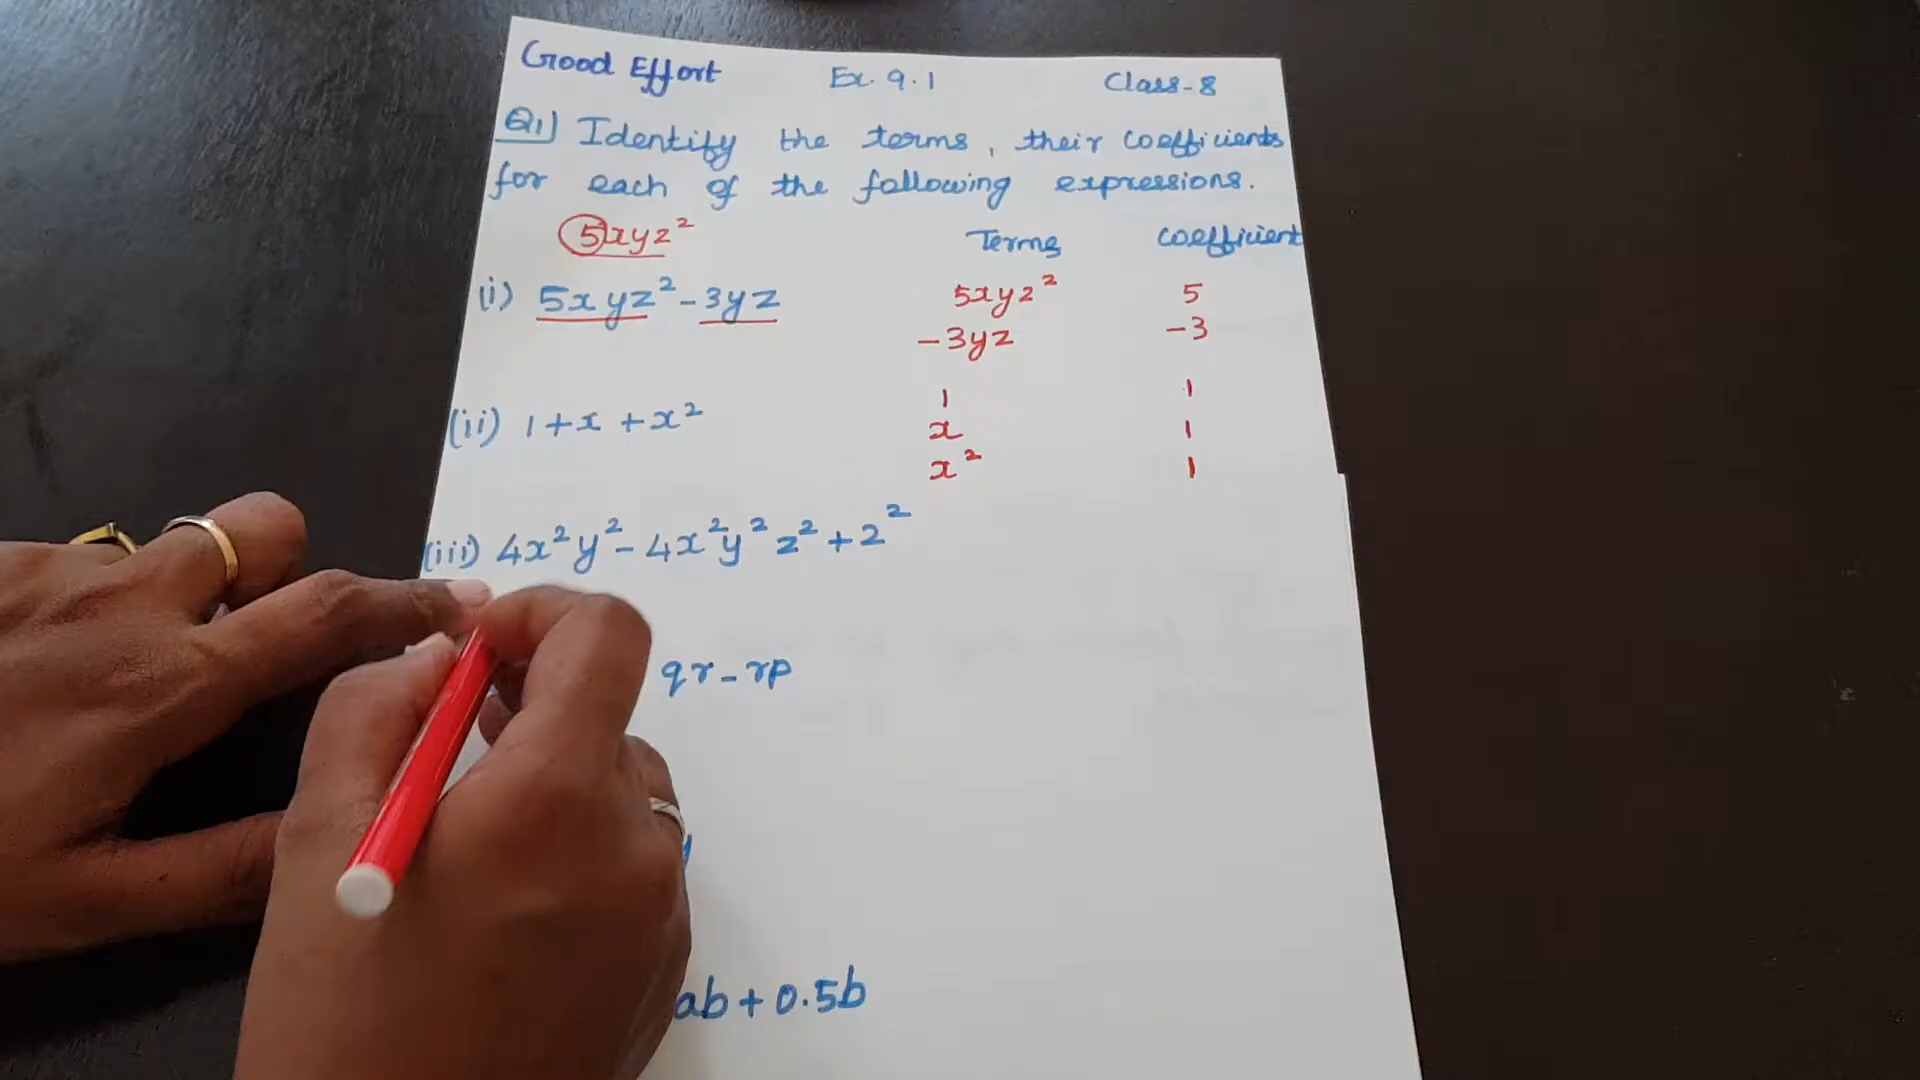 Good Effort Ex. 9.1 Class-8
Q1) Identify the terms, their coefficients
for each of the following expressions.
5xyz² Terms coefficient
(i) 5xyz² - 3yz 5xyz² 5
-3yz -3
1 1
(ii) 1 + x + x² x 1
x² 1
(iii) 4x²y² - 4x²y²z² + 2²
qr - rp
ab + 0.5b